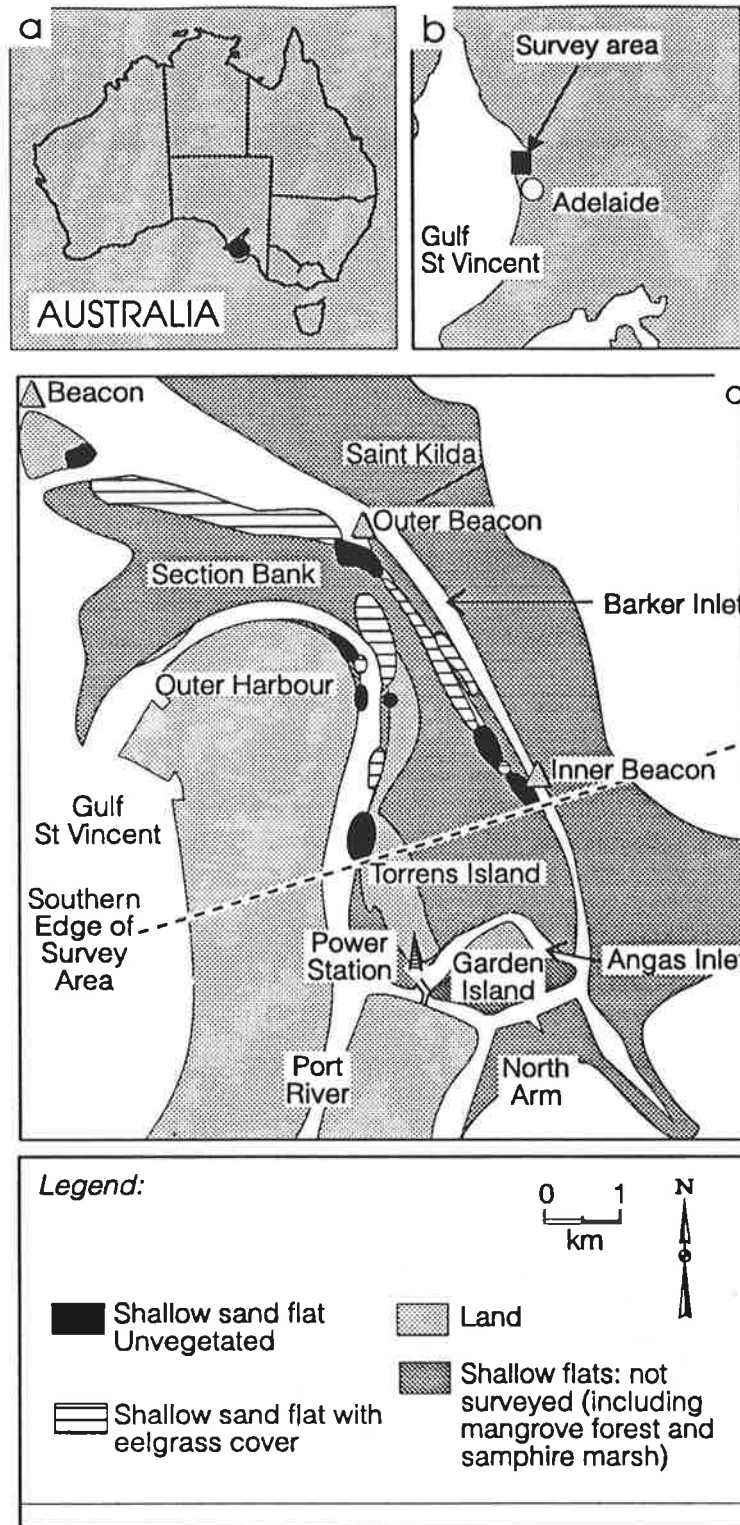 a
AUSTRALIA
b
Survey area
Adelaide
Gulf
St Vincent
Beacon
Saint Kilda
Outer Beacon
Section Bank
Barker Inlet
Outer Harbour
Inner Beacon
Gulf
St Vincent
Torrens Island
Southern
Edge of
Survey
Area
Power
Station
Garden
Island
Angas Inlet
Port
River
North
Arm
Legend:
0 1
km
N
Shallow sand flat
Unvegetated
Land
Shallow sand flat with
eelgrass cover
Shallow flats: not
surveyed (including
mangrove forest and
samphire marsh)